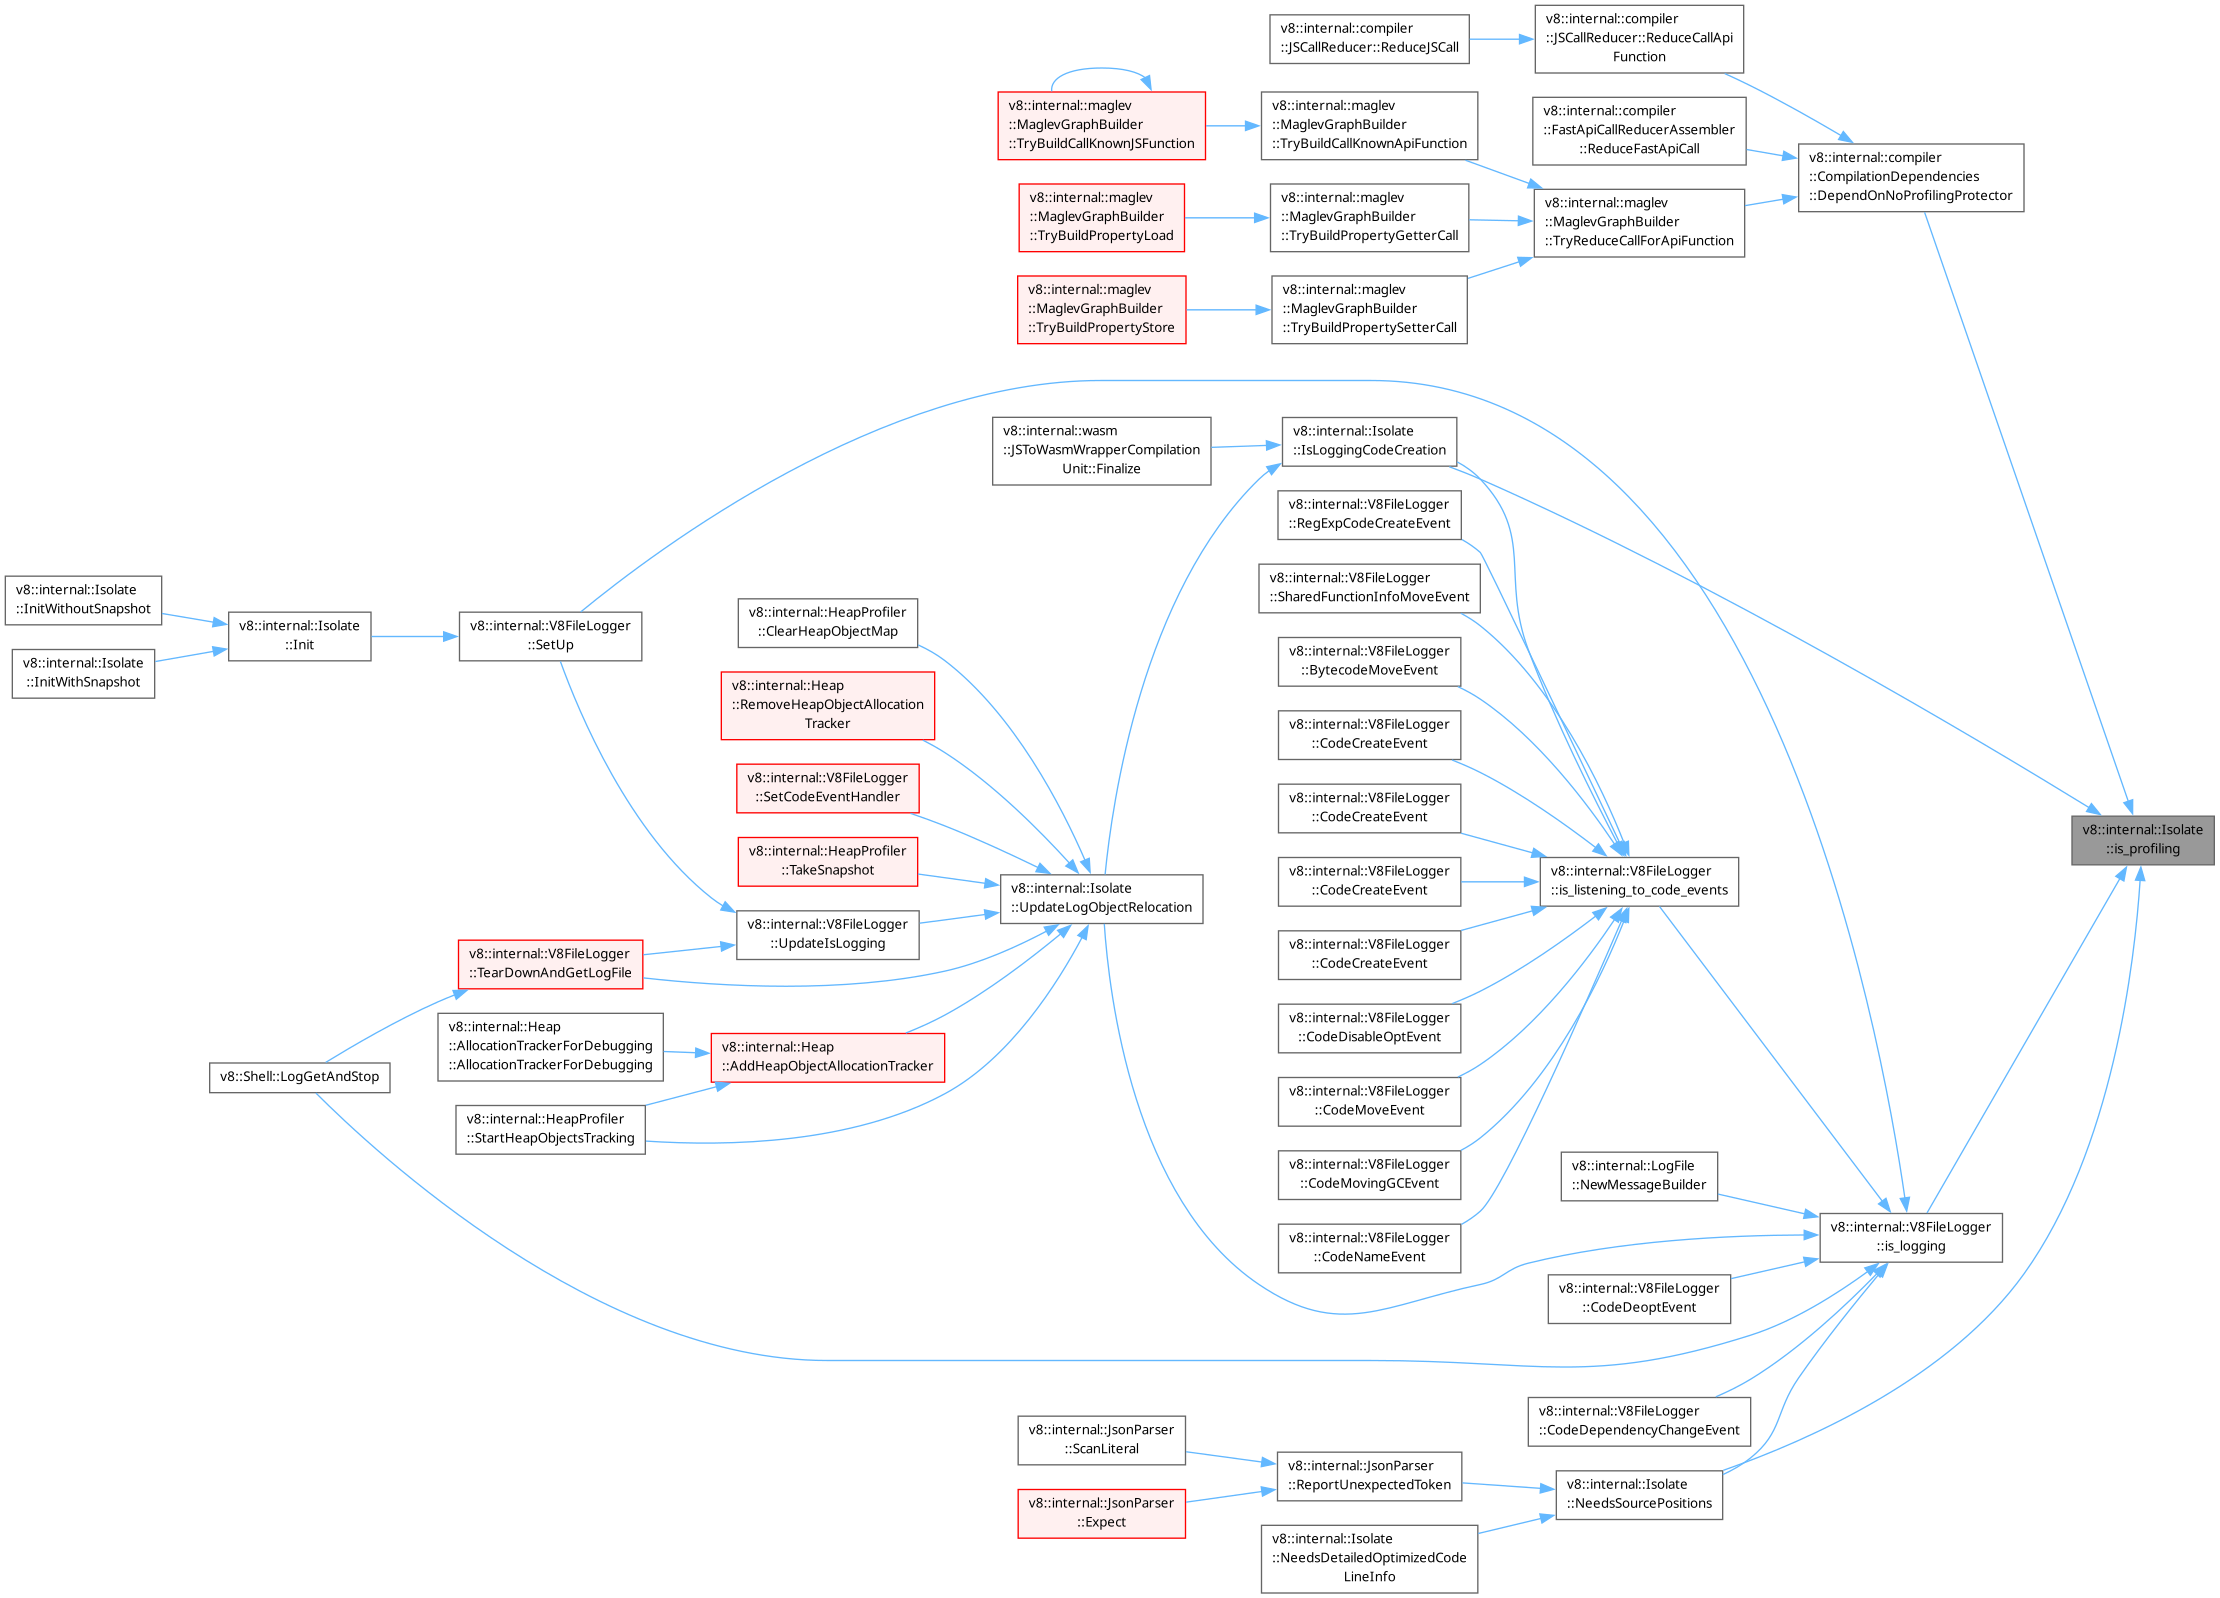 v8::internal::compiler
::JSCallReducer::ReduceJSCall
v8::internal::compiler
::JSCallReducer::ReduceCallApi
Function
v8::internal::maglev
::MaglevGraphBuilder
::TryBuildCallKnownJSFunction
v8::internal::maglev
::MaglevGraphBuilder
::TryBuildCallKnownApiFunction
v8::internal::compiler
::FastApiCallReducerAssembler
::ReduceFastApiCall
v8::internal::compiler
::CompilationDependencies
::DependOnNoProfilingProtector
v8::internal::maglev
::MaglevGraphBuilder
::TryBuildPropertyLoad
v8::internal::maglev
::MaglevGraphBuilder
::TryBuildPropertyGetterCall
v8::internal::maglev
::MaglevGraphBuilder
::TryReduceCallForApiFunction
v8::internal::maglev
::MaglevGraphBuilder
::TryBuildPropertyStore
v8::internal::maglev
::MaglevGraphBuilder
::TryBuildPropertySetterCall
v8::internal::wasm
::JSToWasmWrapperCompilation
Unit::Finalize
v8::internal::Isolate
::IsLoggingCodeCreation
v8::internal::V8FileLogger
::RegExpCodeCreateEvent
v8::internal::V8FileLogger
::SharedFunctionInfoMoveEvent
v8::internal::Isolate
::InitWithoutSnapshot
v8::internal::Isolate
::InitWithSnapshot
v8::internal::Isolate
::Init
v8::internal::V8FileLogger
::SetUp
v8::internal::HeapProfiler
::ClearHeapObjectMap
v8::internal::V8FileLogger
::BytecodeMoveEvent
v8::internal::Heap
::RemoveHeapObjectAllocation
Tracker
v8::internal::V8FileLogger
::CodeCreateEvent
v8::internal::V8FileLogger
::SetCodeEventHandler
v8::internal::V8FileLogger
::CodeCreateEvent
v8::internal::HeapProfiler
::TakeSnapshot
v8::internal::Isolate
::UpdateLogObjectRelocation
v8::internal::V8FileLogger
::CodeCreateEvent
v8::internal::V8FileLogger
::is_listening_to_code_events
v8::internal::Isolate
::is_profiling
v8::internal::V8FileLogger
::UpdateIsLogging
v8::internal::V8FileLogger
::TearDownAndGetLogFile
v8::internal::V8FileLogger
::CodeCreateEvent
v8::internal::V8FileLogger
::CodeDisableOptEvent
v8::internal::Heap
::AllocationTrackerForDebugging
::AllocationTrackerForDebugging
v8::internal::Heap
::AddHeapObjectAllocationTracker
v8::Shell::LogGetAndStop
v8::internal::V8FileLogger
::CodeMoveEvent
v8::internal::HeapProfiler
::StartHeapObjectsTracking
v8::internal::V8FileLogger
::CodeMovingGCEvent
v8::internal::LogFile
::NewMessageBuilder
v8::internal::V8FileLogger
::CodeNameEvent
v8::internal::V8FileLogger
::is_logging
v8::internal::V8FileLogger
::CodeDeoptEvent
v8::internal::V8FileLogger
::CodeDependencyChangeEvent
v8::internal::JsonParser
::ScanLiteral
v8::internal::JsonParser
::ReportUnexpectedToken
v8::internal::Isolate
::NeedsSourcePositions
v8::internal::JsonParser
::Expect
v8::internal::Isolate
::NeedsDetailedOptimizedCode
LineInfo